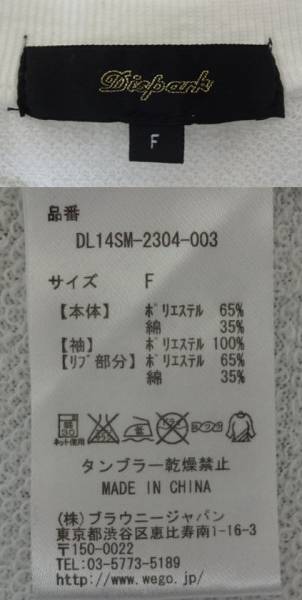 Dispark
F
品番
DL14SM-2304-003
サイズ F
【本体】 ﾎﾟﾘｴｽﾃﾙ 65%
綿 35%
【袖】 ﾎﾟﾘｴｽﾃﾙ 100%
【リブ部分】 ﾎﾟﾘｴｽﾃﾙ 65%
綿 35%
ネット使用
タンブラー乾燥禁止
MADE IN CHINA
(株)ブラウニージャパン
東京都渋谷区恵比寿南1-16-3
〒150-0022
TEL 03-5773-5189
http://www.wego.jp/